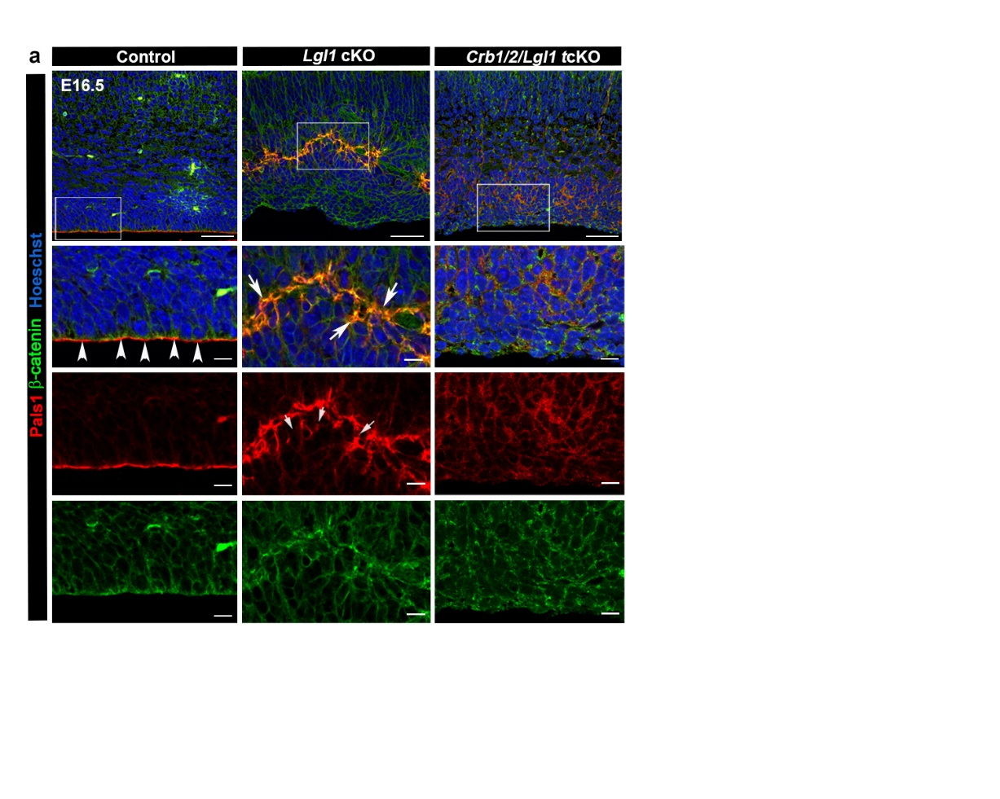 a
Control
Lgl1 cKO
Crb1/2/Lgl1 tcKO
E16.5
Pals1 β-catenin Hoeschst